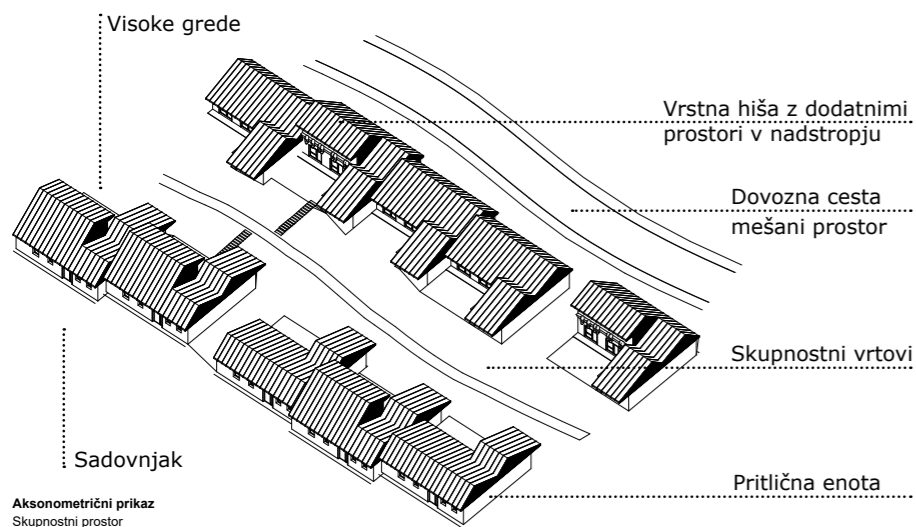 Visoke grede
Vrstna hiša z dodatnimi
prostori v nadstropju
Dovozna cesta
mešani prostor
Skupnostni vrtovi
Sadovnjak
Pritlična enota
Aksonometrični prikaz
Skupnostni prostor